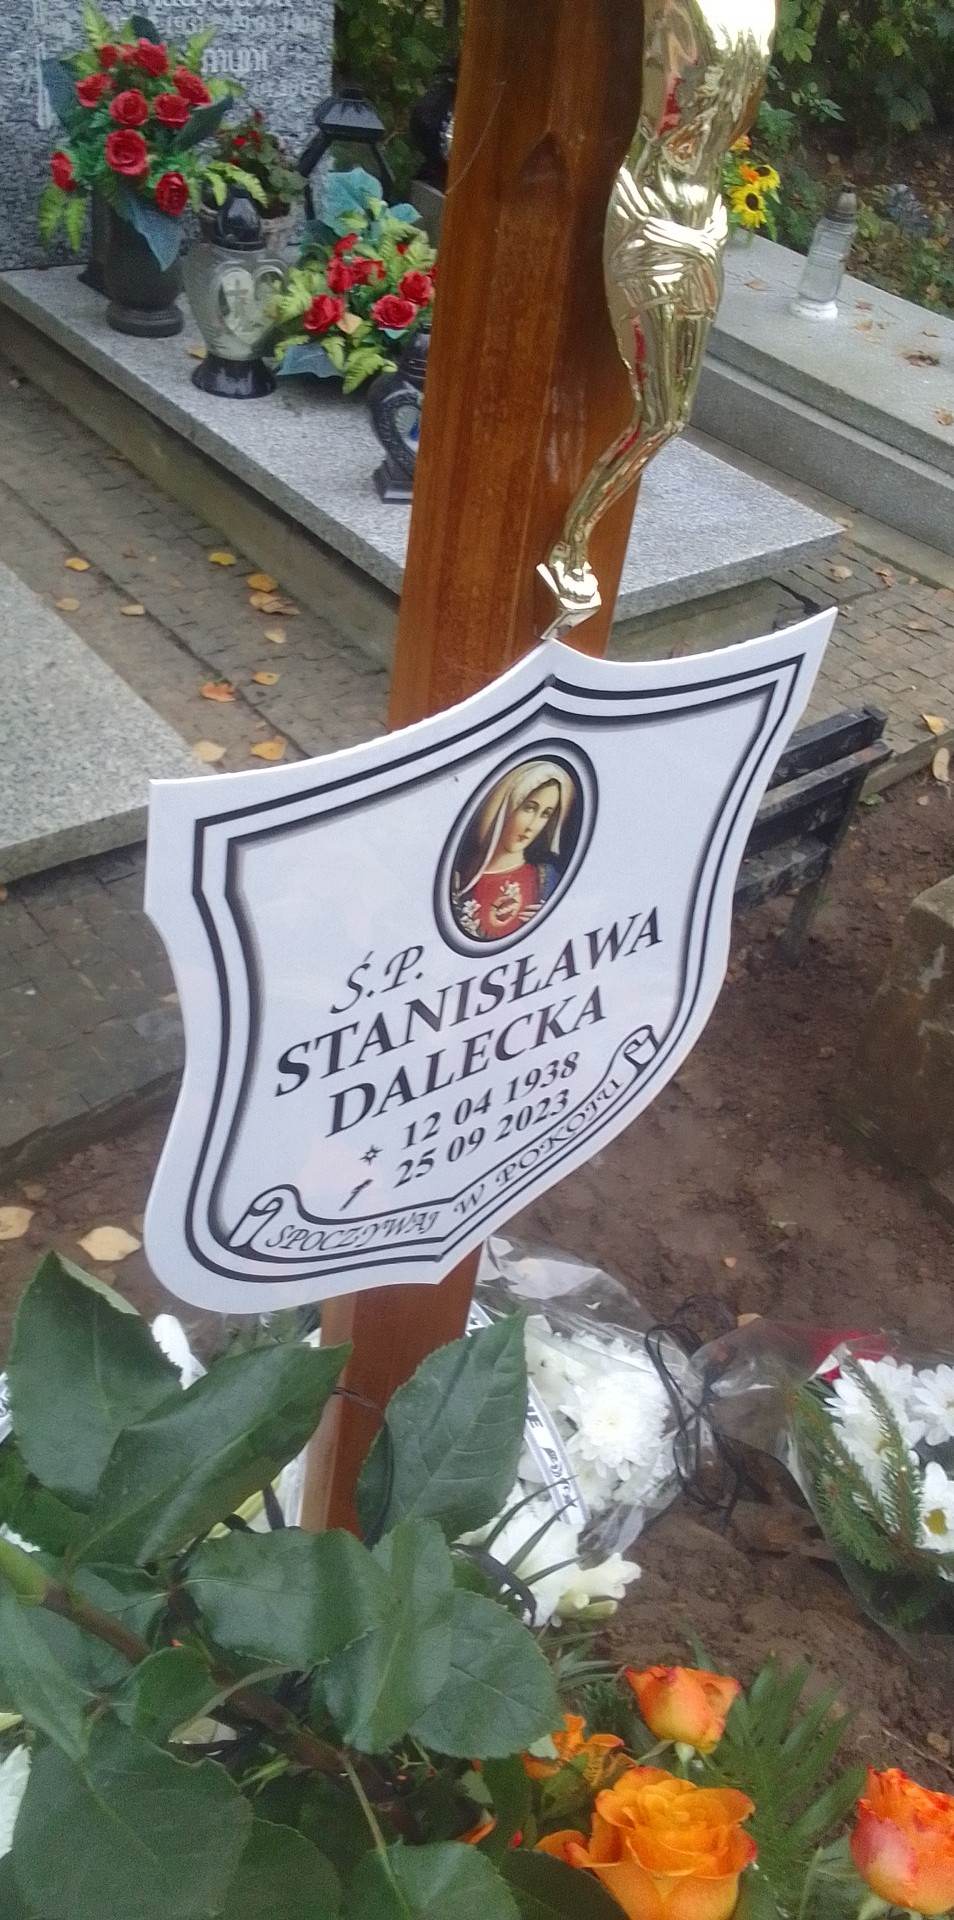 Ś.P.
STANISŁAWA
DALECKA
12 04 1938
25 09 2023
SPOCZYWAJ W POKOJU